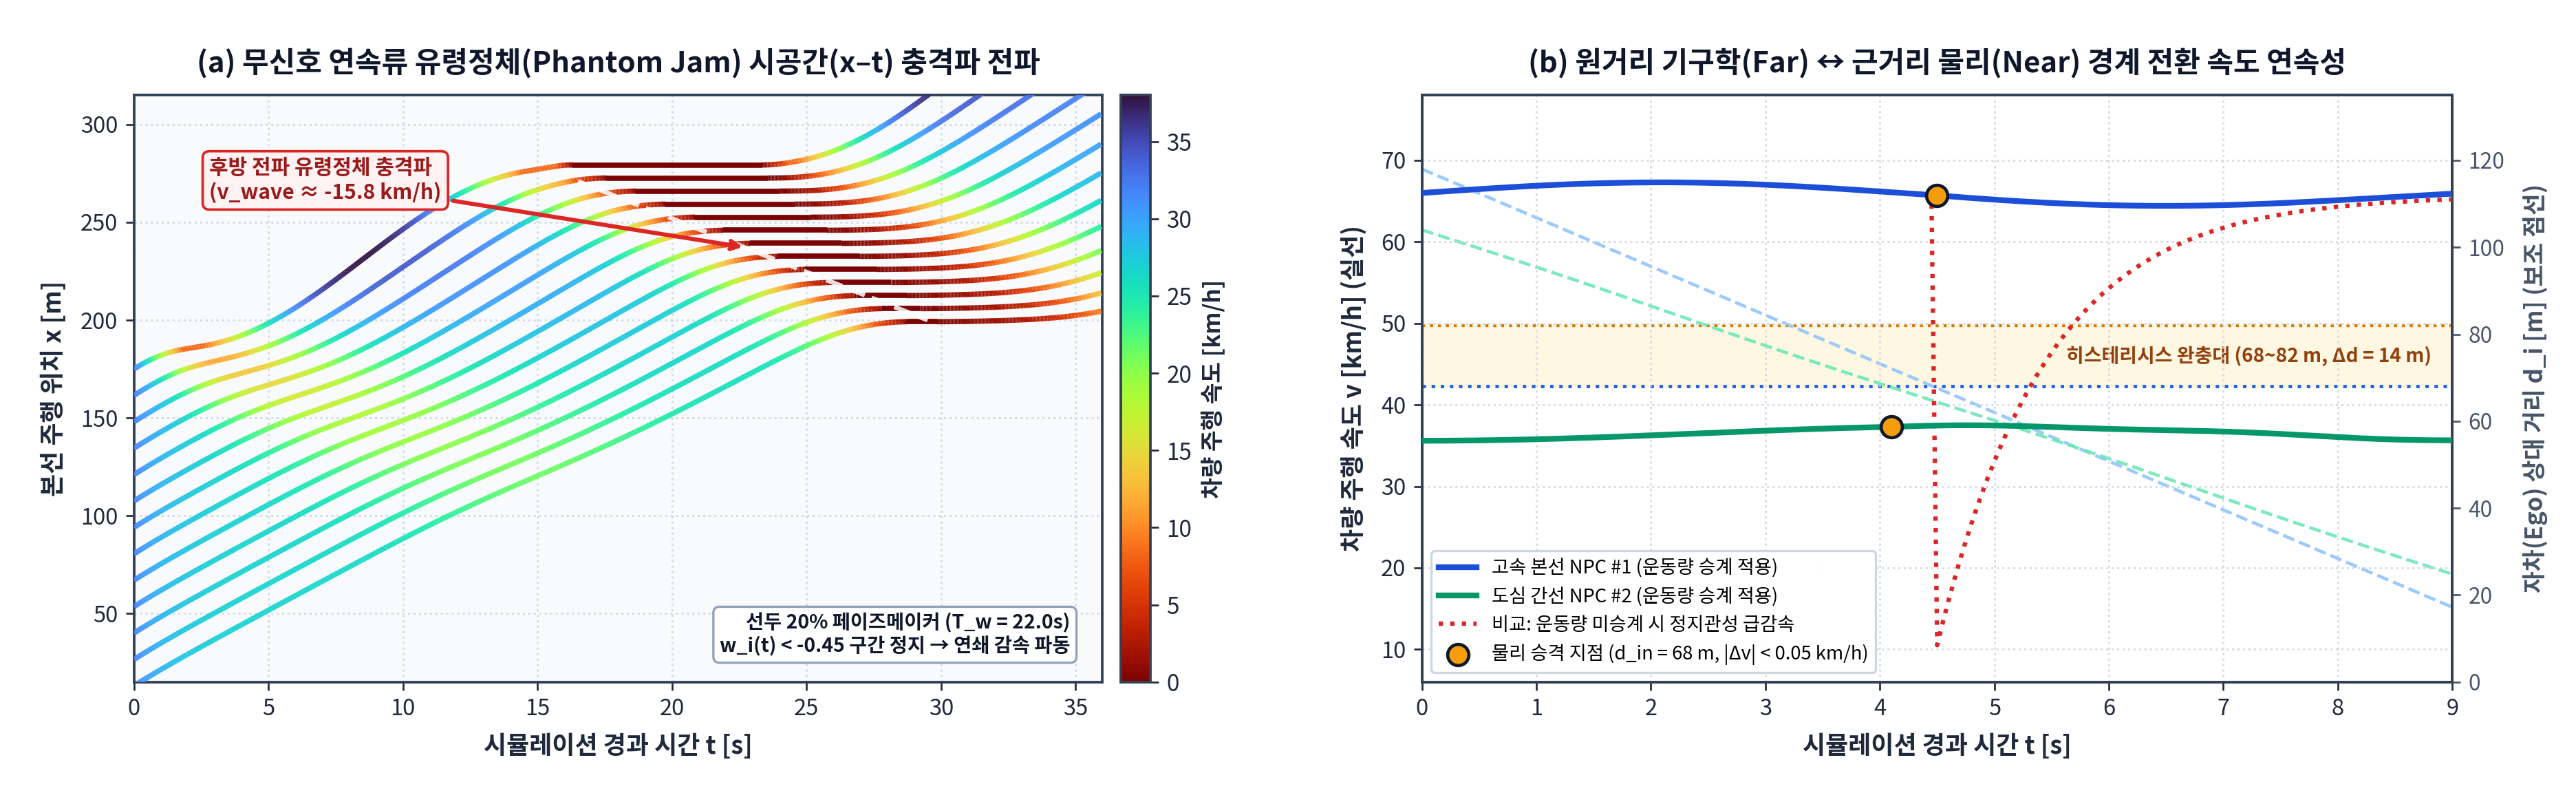 (a) 무신호 연속류 유령정체(Phantom Jam) 시공간(x–t) 충격파 전파
본선 주행 위치 x [m]
300
250
200
150
100
50
후방 전파 유령정체 충격파
(v_wave ≈ -15.8 km/h)
선두 20% 페이즈메이커 (T_w = 22.0s)
w_i(t) < -0.45 구간 정지 → 연쇄 감속 파동
0 5 10 15 20 25 30 35
시뮬레이션 경과 시간 t [s]
35
30
25
20
15
10
5
0
차량 주행 속도 [km/h]
(b) 원거리 기구학(Far) ↔ 근거리 물리(Near) 경계 전환 속도 연속성
차량 주행 속도 v [km/h] (실선)
70
60
50
40
30
20
10
히스테리시스 완충대 (68~82 m, Δd = 14 m)
고속 본선 NPC #1 (운동량 승계 적용)
도심 간선 NPC #2 (운동량 승계 적용)
비교: 운동량 미승계 시 정지관성 급감속
물리 승격 지점 (d_in = 68 m, |Δv| < 0.05 km/h)
0 1 2 3 4 5 6 7 8 9
시뮬레이션 경과 시간 t [s]
120
100
80
60
40
20
0
자차(Ego) 상대 거리 d_i [m] (보조 점선)